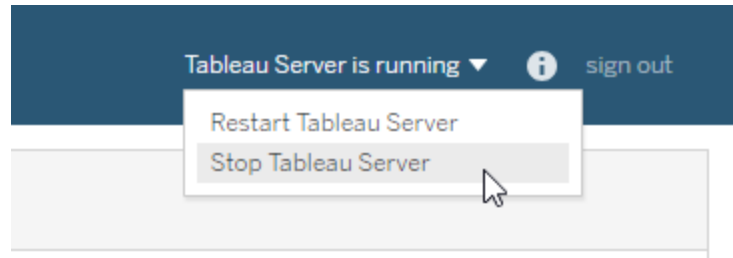 Tableau Server is running sign out
Restart Tableau Server
Stop Tableau Server